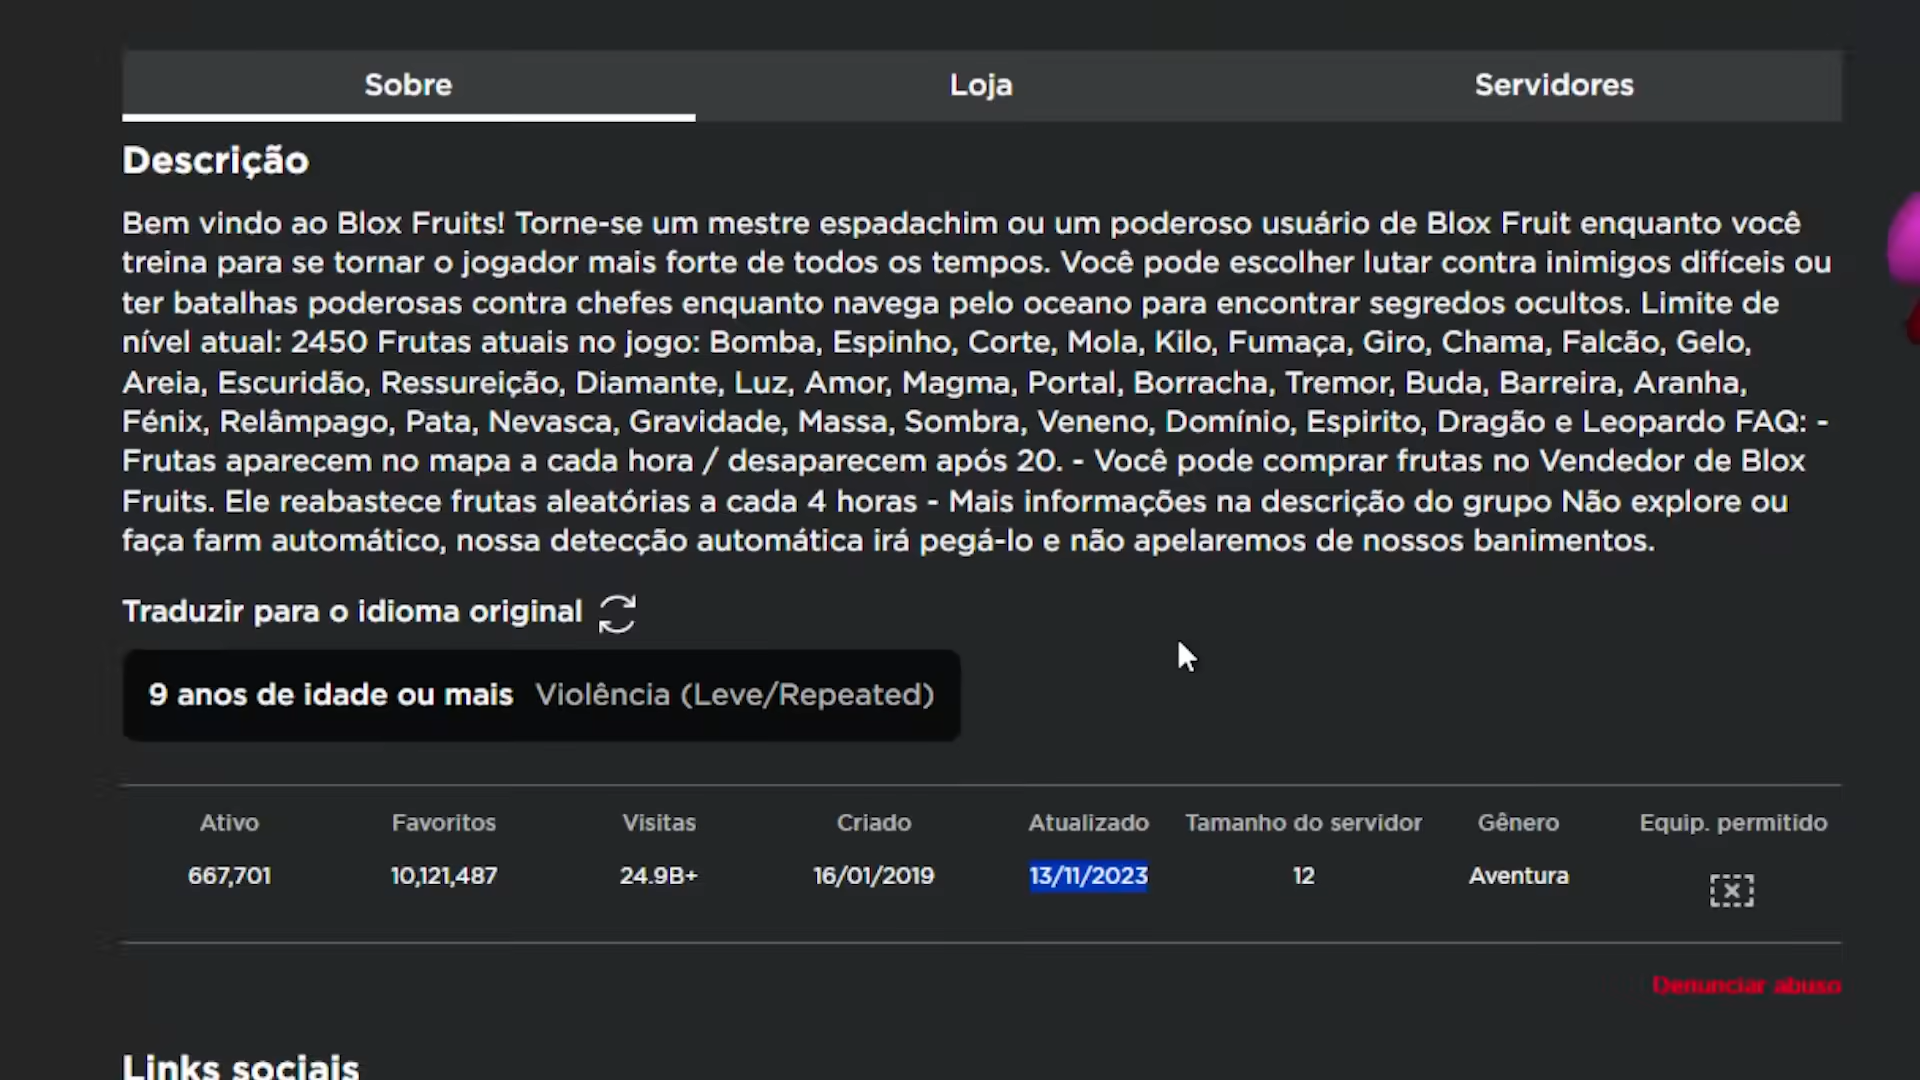 Sobre
Loja
Servidores
Descrição
Bem vindo ao Blox Fruits! Torne-se um mestre espadachim ou um poderoso usuário de Blox Fruit enquanto você
treina para se tornar o jogador mais forte de todos os tempos. Você pode escolher lutar contra inimigos difíceis ou
ter batalhas poderosas contra chefes enquanto navega pelo oceano para encontrar segredos ocultos. Limite de
nível atual: 2450 Frutas atuais no jogo: Bomba, Espinho, Corte, Mola, Kilo, Fumaça, Giro, Chama, Falcão, Gelo,
Areia, Escuridão, Ressureição, Diamante, Luz, Amor, Magma, Portal, Borracha, Tremor, Buda, Barreira, Aranha,
Fénix, Relâmpago, Pata, Nevasca, Gravidade, Massa, Sombra, Veneno, Domínio, Espirito, Dragão e Leopardo FAQ: -
Frutas aparecem no mapa a cada hora / desaparecem após 20. - Você pode comprar frutas no Vendedor de Blox
Fruits. Ele reabastece frutas aleatórias a cada 4 horas - Mais informações na descrição do grupo Não explore ou
faça farm automático, nossa detecção automática irá pegá-lo e não apelaremos de nossos banimentos.
Traduzir para o idioma original
9 anos de idade ou mais Violência (Leve/Repeated)
Ativo Favoritos Visitas Criado Atualizado Tamanho do servidor Gênero Equip. permitido
667,701 10,121,487 24.9B+ 16/01/2019 13/11/2023 12 Aventura
Denunciar abuso
Links sociais